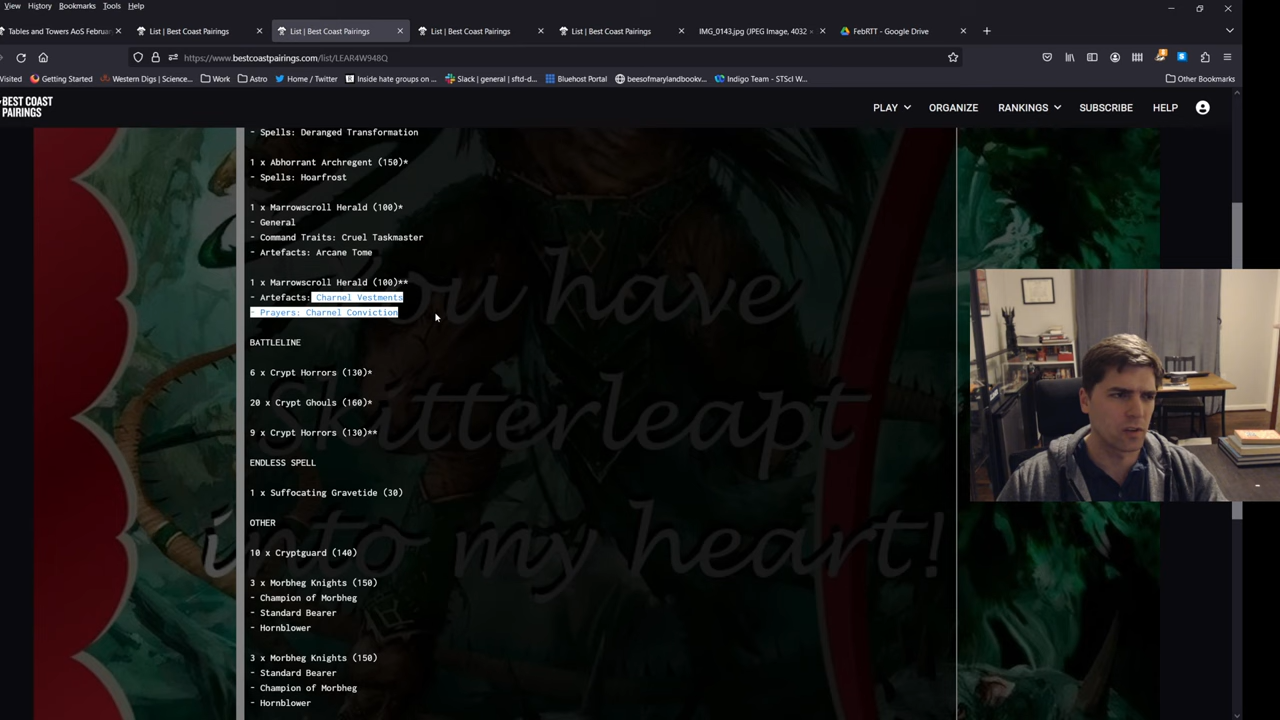 View History Bookmarks Tools Help
Tables and Towers AoS Februar × List | Best Coast Pairings × List | Best Coast Pairings × List | Best Coast Pairings × List | Best Coast Pairings × IMG_0143.jpg (JPEG Image, 4032 × × FebRTT - Google Drive × +
https://www.bestcoastpairings.com/list/LEAR4W948Q
Visited Getting Started Western Digs | Science... Work Astro Home / Twitter Inside hate groups on ... Slack | general | sftd-d... Bluehost Portal beesofmarylandbookv... Indigo Team - STScI W... Other Bookmarks
BEST COAST
PAIRINGS
PLAY ORGANIZE RANKINGS SUBSCRIBE HELP
- Spells: Deranged Transformation
1 x Abhorrant Archregent (150)*
- Spells: Hoarfrost
1 x Marrowscroll Herald (100)*
- General
- Command Traits: Cruel Taskmaster
- Artefacts: Arcane Tome
1 x Marrowscroll Herald (100)**
- Artefacts: Charnel Vestments
- Prayers: Charnel Conviction
BATTLELINE
6 x Crypt Horrors (130)*
20 x Crypt Ghouls (160)*
9 x Crypt Horrors (130)**
ENDLESS SPELL
1 x Suffocating Gravetide (30)
OTHER
10 x Cryptguard (140)
3 x Morbheg Knights (150)
- Champion of Morbheg
- Standard Bearer
- Hornblower
3 x Morbheg Knights (150)
- Standard Bearer
- Champion of Morbheg
- Hornblower
You have
Skitterleapt
into my heart!